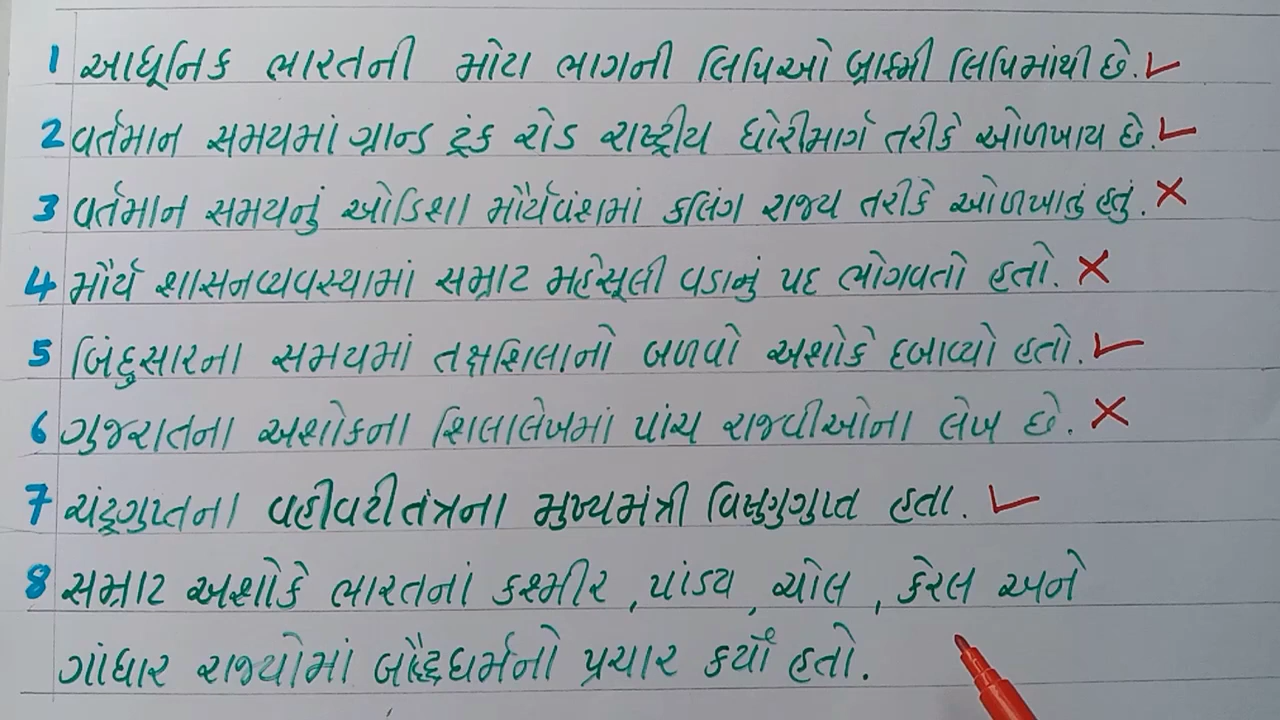 1 આધૂનિક ભારતની મોટા ભાગની લિપિઓ બ્રાહ્મી લિપિમાંથી છે. ✓
2 વર્તમાન સમયમાં ગ્રાન્ડ ટ્રંક રોડ રાષ્ટ્રીય ધોરીમાર્ગ તરીકે ઓળખાય છે. ✓
3 વર્તમાન સમયનું ઓડિશા મૌર્યવંશમાં કલિંગ રાજ્ય તરીકે ઓળખાતું હતું. ✗
4 મૌર્ય શાસનવ્યવસ્થામાં સમ્રાટ મહેસૂલી વડાનું પદ ભોગવતો હતો. ✗
5 બિંદુસારના સમયમાં તક્ષશિલાનો બળવો અશોકે દબાવ્યો હતો. ✓
6 ગુજરાતના અશોકના શિલાલેખમાં પાંચ રાજવીઓના લેખ છે. ✗
7 ચંદ્રગુપ્તના વહીવટીતંત્રના મુખ્યમંત્રી વિષ્ણુગુપ્ત હતા. ✓
8 સમ્રાટ અશોકે ભારતનાં કશ્મીર, પાંડ્ય, ચોલ, કેરલ અને
ગાંધાર રાજ્યોમાં બૌદ્ધધર્મનો પ્રચાર કર્યો હતો.